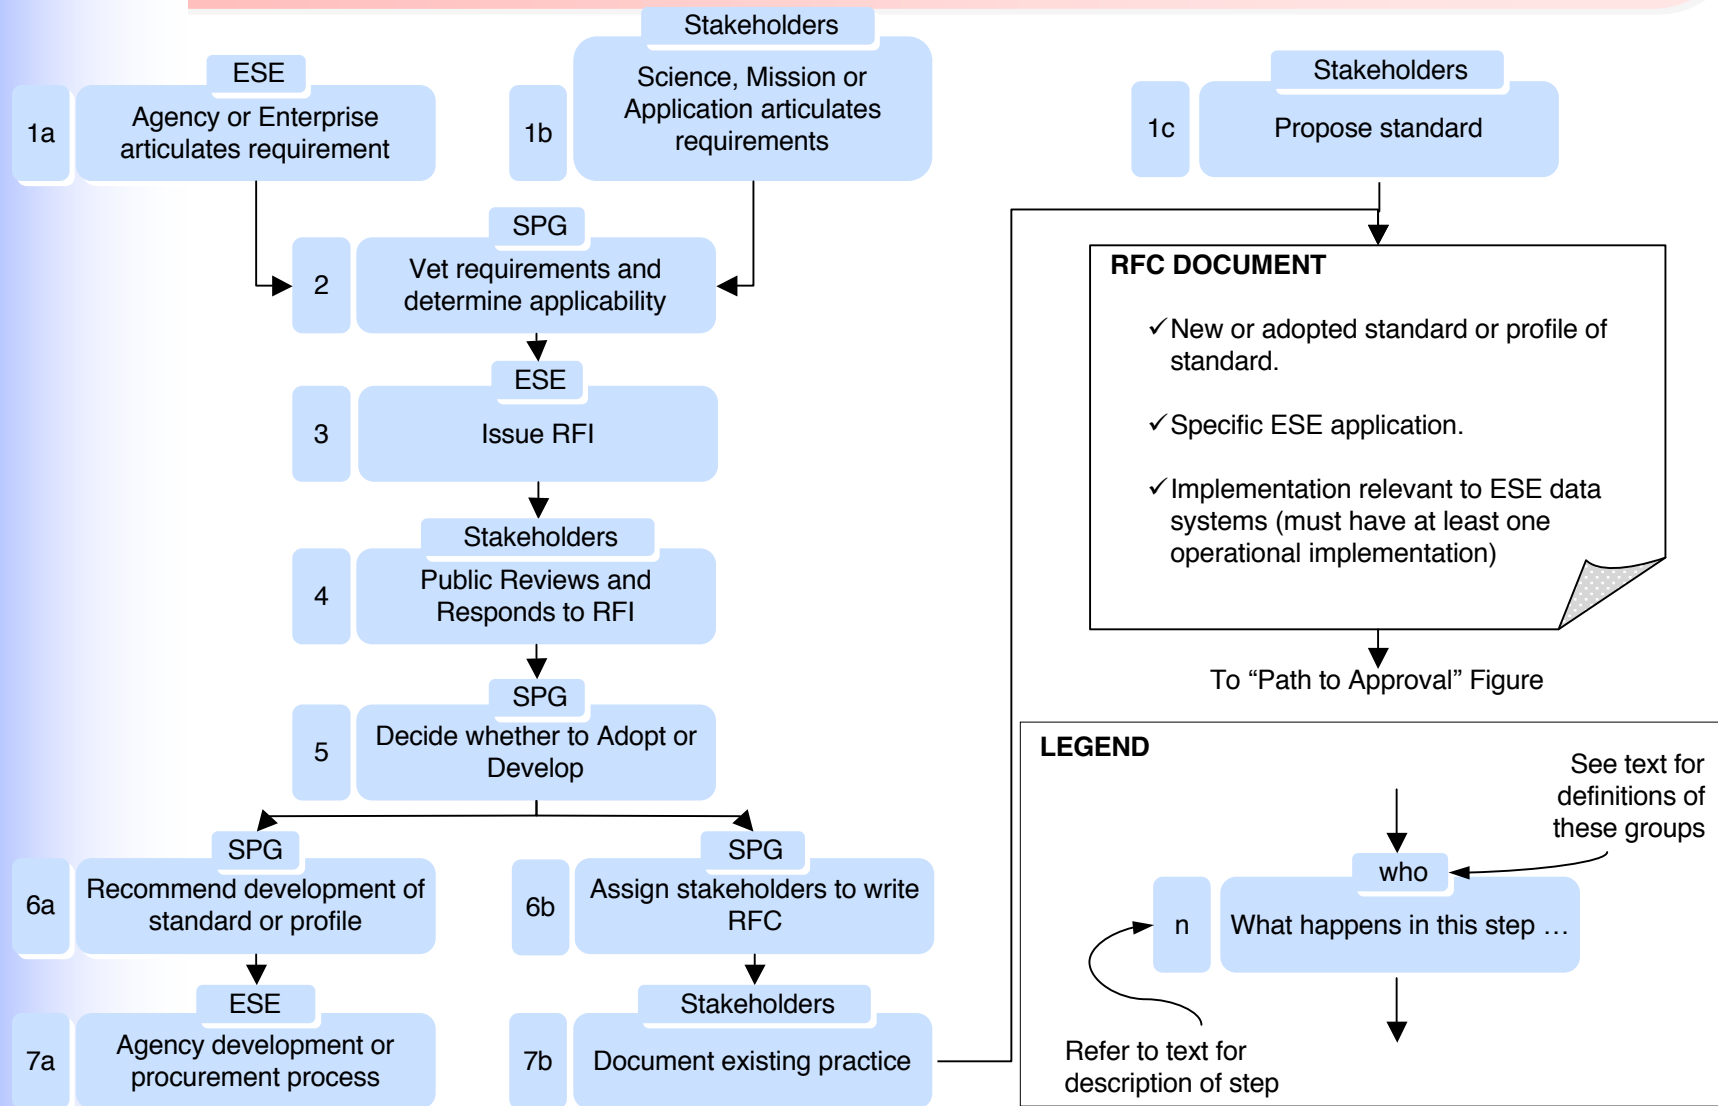 Stakeholders
ESE
Science, Mission or
Application articulates
requirements
1a
Agency or Enterprise
articulates requirement
1b
SPG
2
Vet requirements and
determine applicability
ESE
3
Issue RFI
Stakeholders
4
Public Reviews and
Responds to RFI
SPG
5
Decide whether to Adopt or
Develop
SPG
6a
Recommend development of
standard or profile
SPG
6b
Assign stakeholders to write
RFC
ESE
7a
Agency development or
procurement process
Stakeholders
7b
Document existing practice
Stakeholders
1c
Propose standard
RFC DOCUMENT
✓New or adopted standard or profile of
standard.
✓Specific ESE application.
✓Implementation relevant to ESE data
systems (must have at least one
operational implementation)
To “Path to Approval” Figure
LEGEND
See text for
definitions of
these groups
who
n
What happens in this step …
Refer to text for
description of step